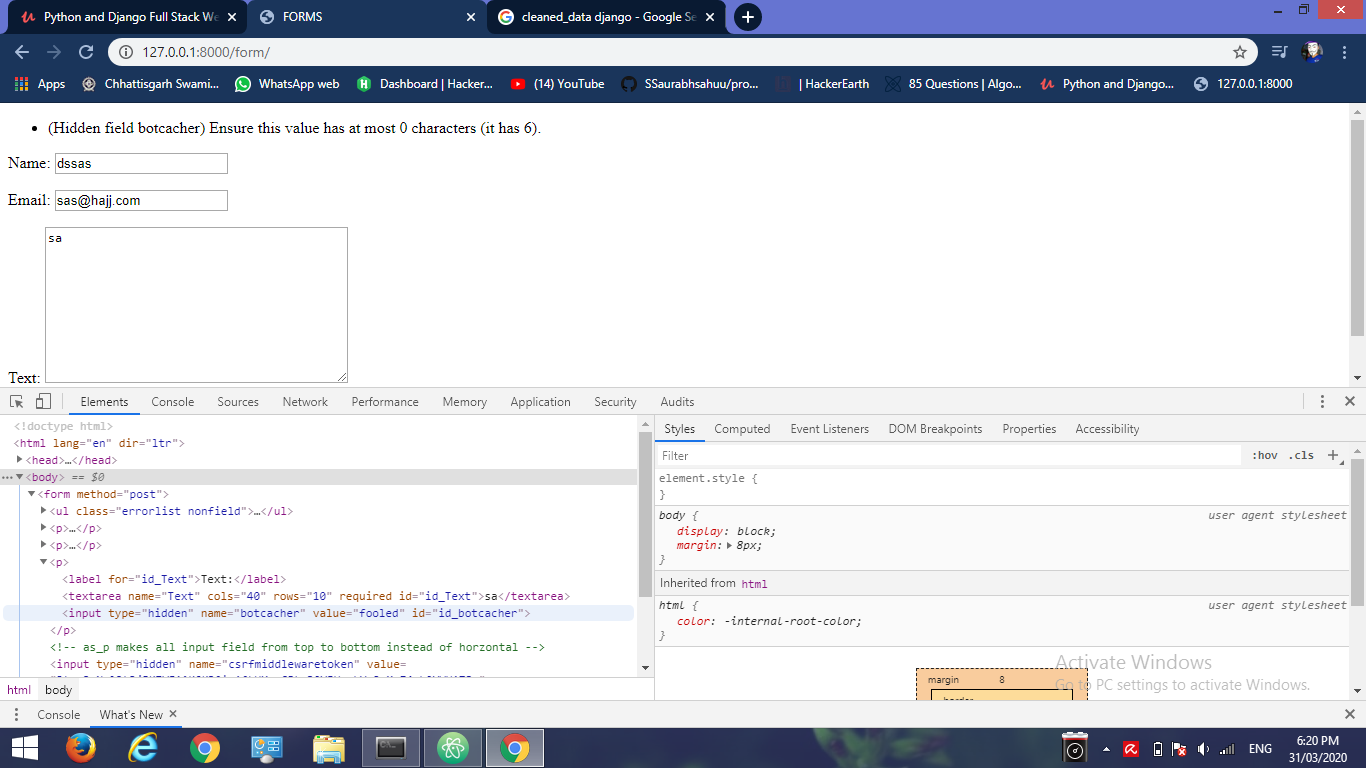 Python and Django Full Stack We
FORMS
cleaned_data django - Google Se
127.0.0.1:8000/form/
Apps
Chhattisgarh Swami...
WhatsApp web
Dashboard | Hacker...
(14) YouTube
SSaurabhsahuu/pro...
| HackerEarth
85 Questions | Algo...
Python and Django...
127.0.0.1:8000
• (Hidden field botcacher) Ensure this value has at most 0 characters (it has 6).
Name: dssas
Email: sas@hajj.com
sa
Text:
Elements Console Sources Network Performance Memory Application Security Audits
<!doctype html>
<html lang="en" dir="ltr">
<head>…</head>
<body> == $0
<form method="post">
<ul class="errorlist nonfield">…</ul>
<p>…</p>
<p>…</p>
<p>
<label for="id_Text">Text:</label>
<textarea name="Text" cols="40" rows="10" required id="id_Text">sa</textarea>
<input type="hidden" name="botcacher" value="fooled" id="id_botcacher">
</p>
<!-- as_p makes all input field from top to bottom instead of horzontal -->
<input type="hidden" name="csrfmiddlewaretoken" value=
html body
Styles Computed Event Listeners DOM Breakpoints Properties Accessibility
Filter
:hov .cls +
element.style {
}
body { user agent stylesheet
display: block;
margin: 8px;
}
Inherited from html
html { user agent stylesheet
color: -internal-root-color;
}
margin 8
Activate Windows
Go to PC settings to activate Windows.
Console What's New
ENG
6:20 PM
31/03/2020